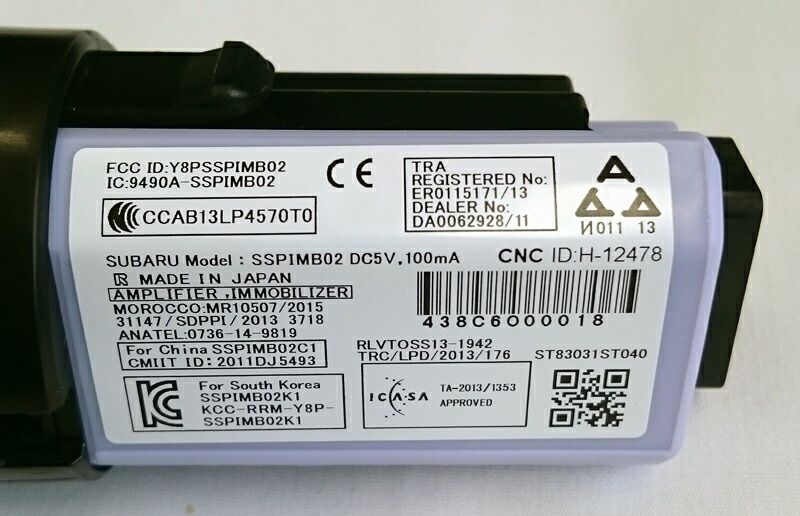 FCC ID:Y8PSSPIMB02
IC:9490A-SSPIMB02
CE
TRA
REGISTERED No:
ER0115171/13
DEALER No:
DA0062928/11
И011 13
CCAB13LP4570T0
SUBARU Model : SSPIMB02 DC5V,100mA
CNC ID:H-12478
R MADE IN JAPAN
AMPLIFIER ,IMMOBILIZER
MOROCCO:MR10507/2015
31147/SDPPI/2013 3718
ANATEL:0736-14-9819
438C6000018
For China SSPIMB02C1
CMIIT ID: 2011DJ5493
RLVTOSS13-1942
TRC/LPD/2013/176
ST83031ST040
KC
For South Korea
SSPIMB02K1
KCC-RRM-Y8P-
SSPIMB02K1
ICASA
TA-2013/1353
APPROVED